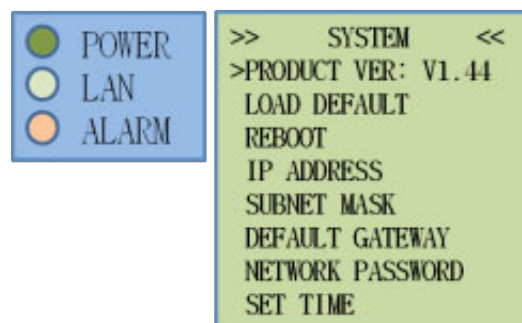 POWER
LAN
ALARM
>> SYSTEM <<
>PRODUCT VER: V1.44
LOAD DEFAULT
REBOOT
IP ADDRESS
SUBNET MASK
DEFAULT GATEWAY
NETWORK PASSWORD
SET TIME